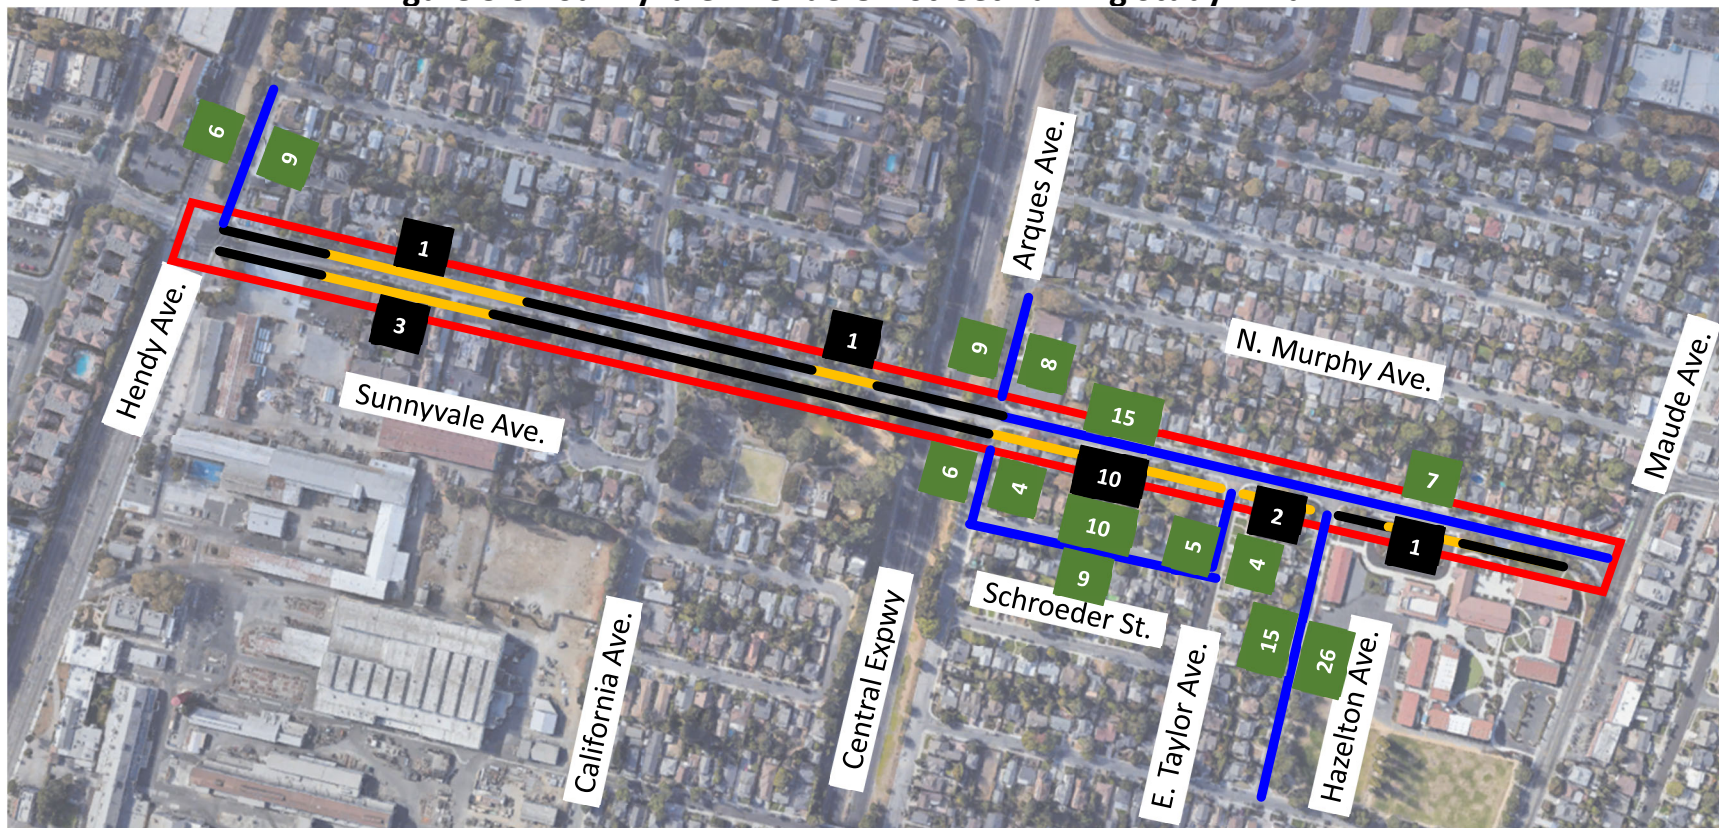 6
9
1
3
1
Arques Ave.
9
8
15
N. Murphy Ave.
Hendy Ave.
Sunnyvale Ave.
Maude Ave.
6
4
10
7
2
1
10
5
4
9
Schroeder St.
15
26
California Ave.
Central Expwy
E. Taylor Ave.
Hazelton Ave.